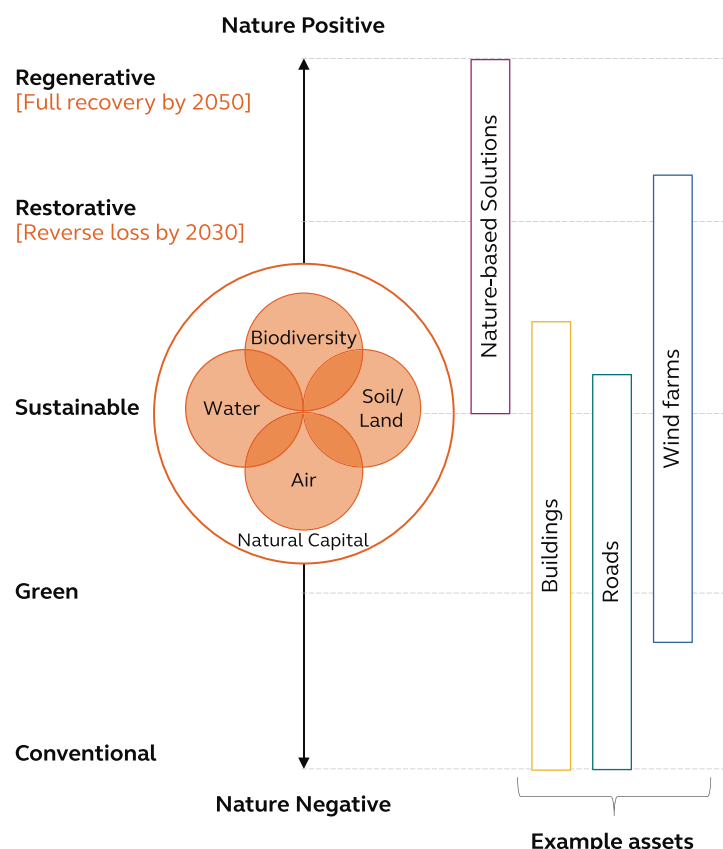 Nature Positive
Regenerative
[Full recovery by 2050]
Restorative
[Reverse loss by 2030]
Sustainable
Green
Conventional
Biodiversity
Water
Soil/
Land
Air
Natural Capital
Nature Negative
Nature-based Solutions
Buildings
Roads
Wind farms
Example assets